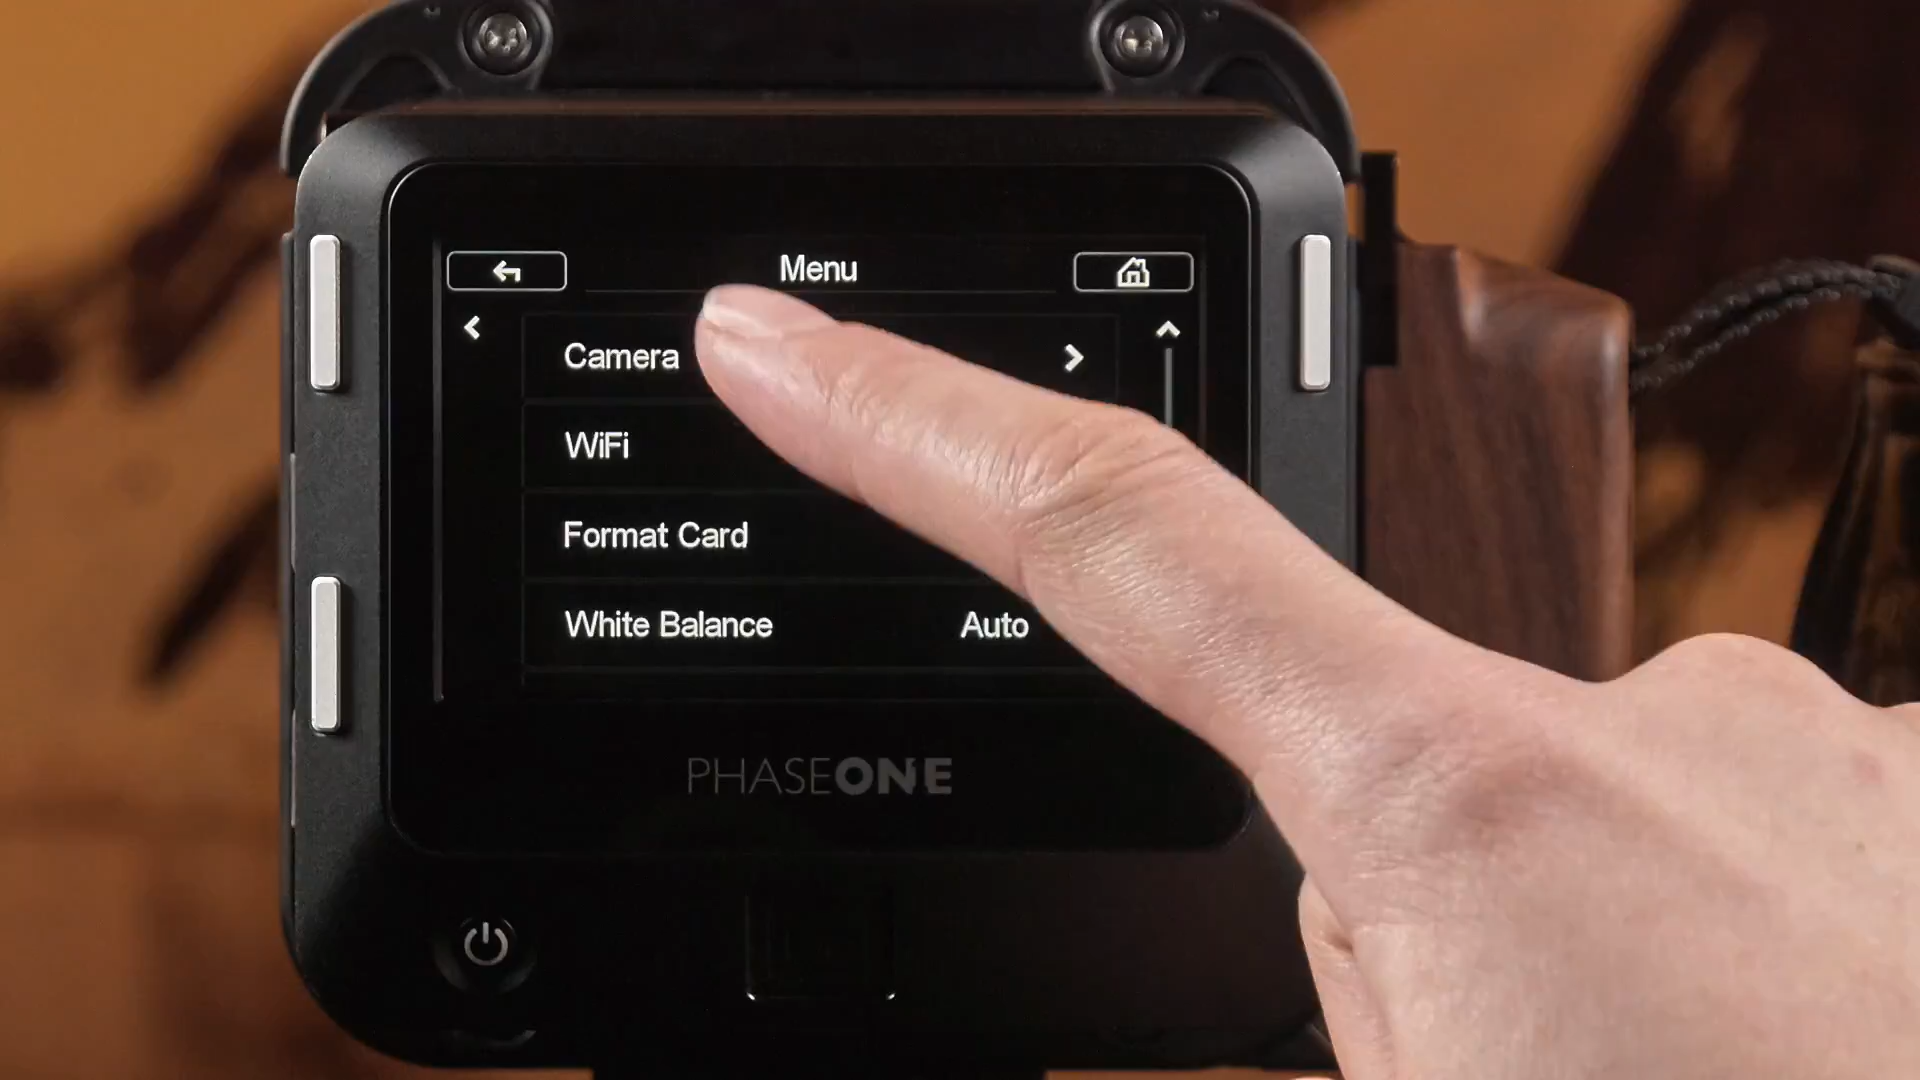 Menu
Camera
WiFi
Format Card
White Balance Auto
PHASEONE